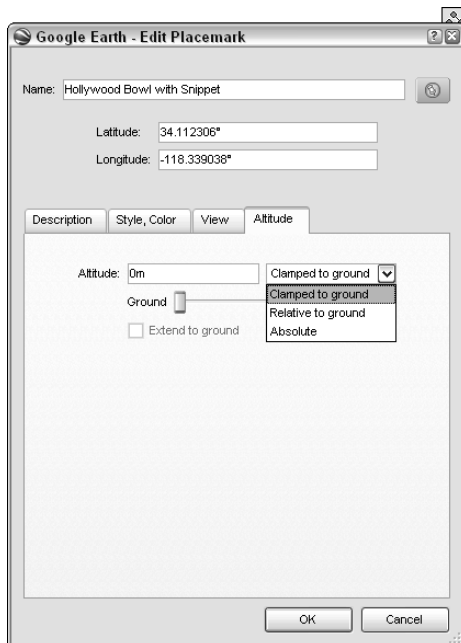 Google Earth - Edit Placemark
Name: Hollywood Bowl with Snippet
Latitude: 34.112306°
Longitude: -118.339038°
Description Style, Color View Altitude
Altitude: 0m Clamped to ground
Ground
Clamped to ground
Relative to ground
Extend to ground
Absolute
OK Cancel